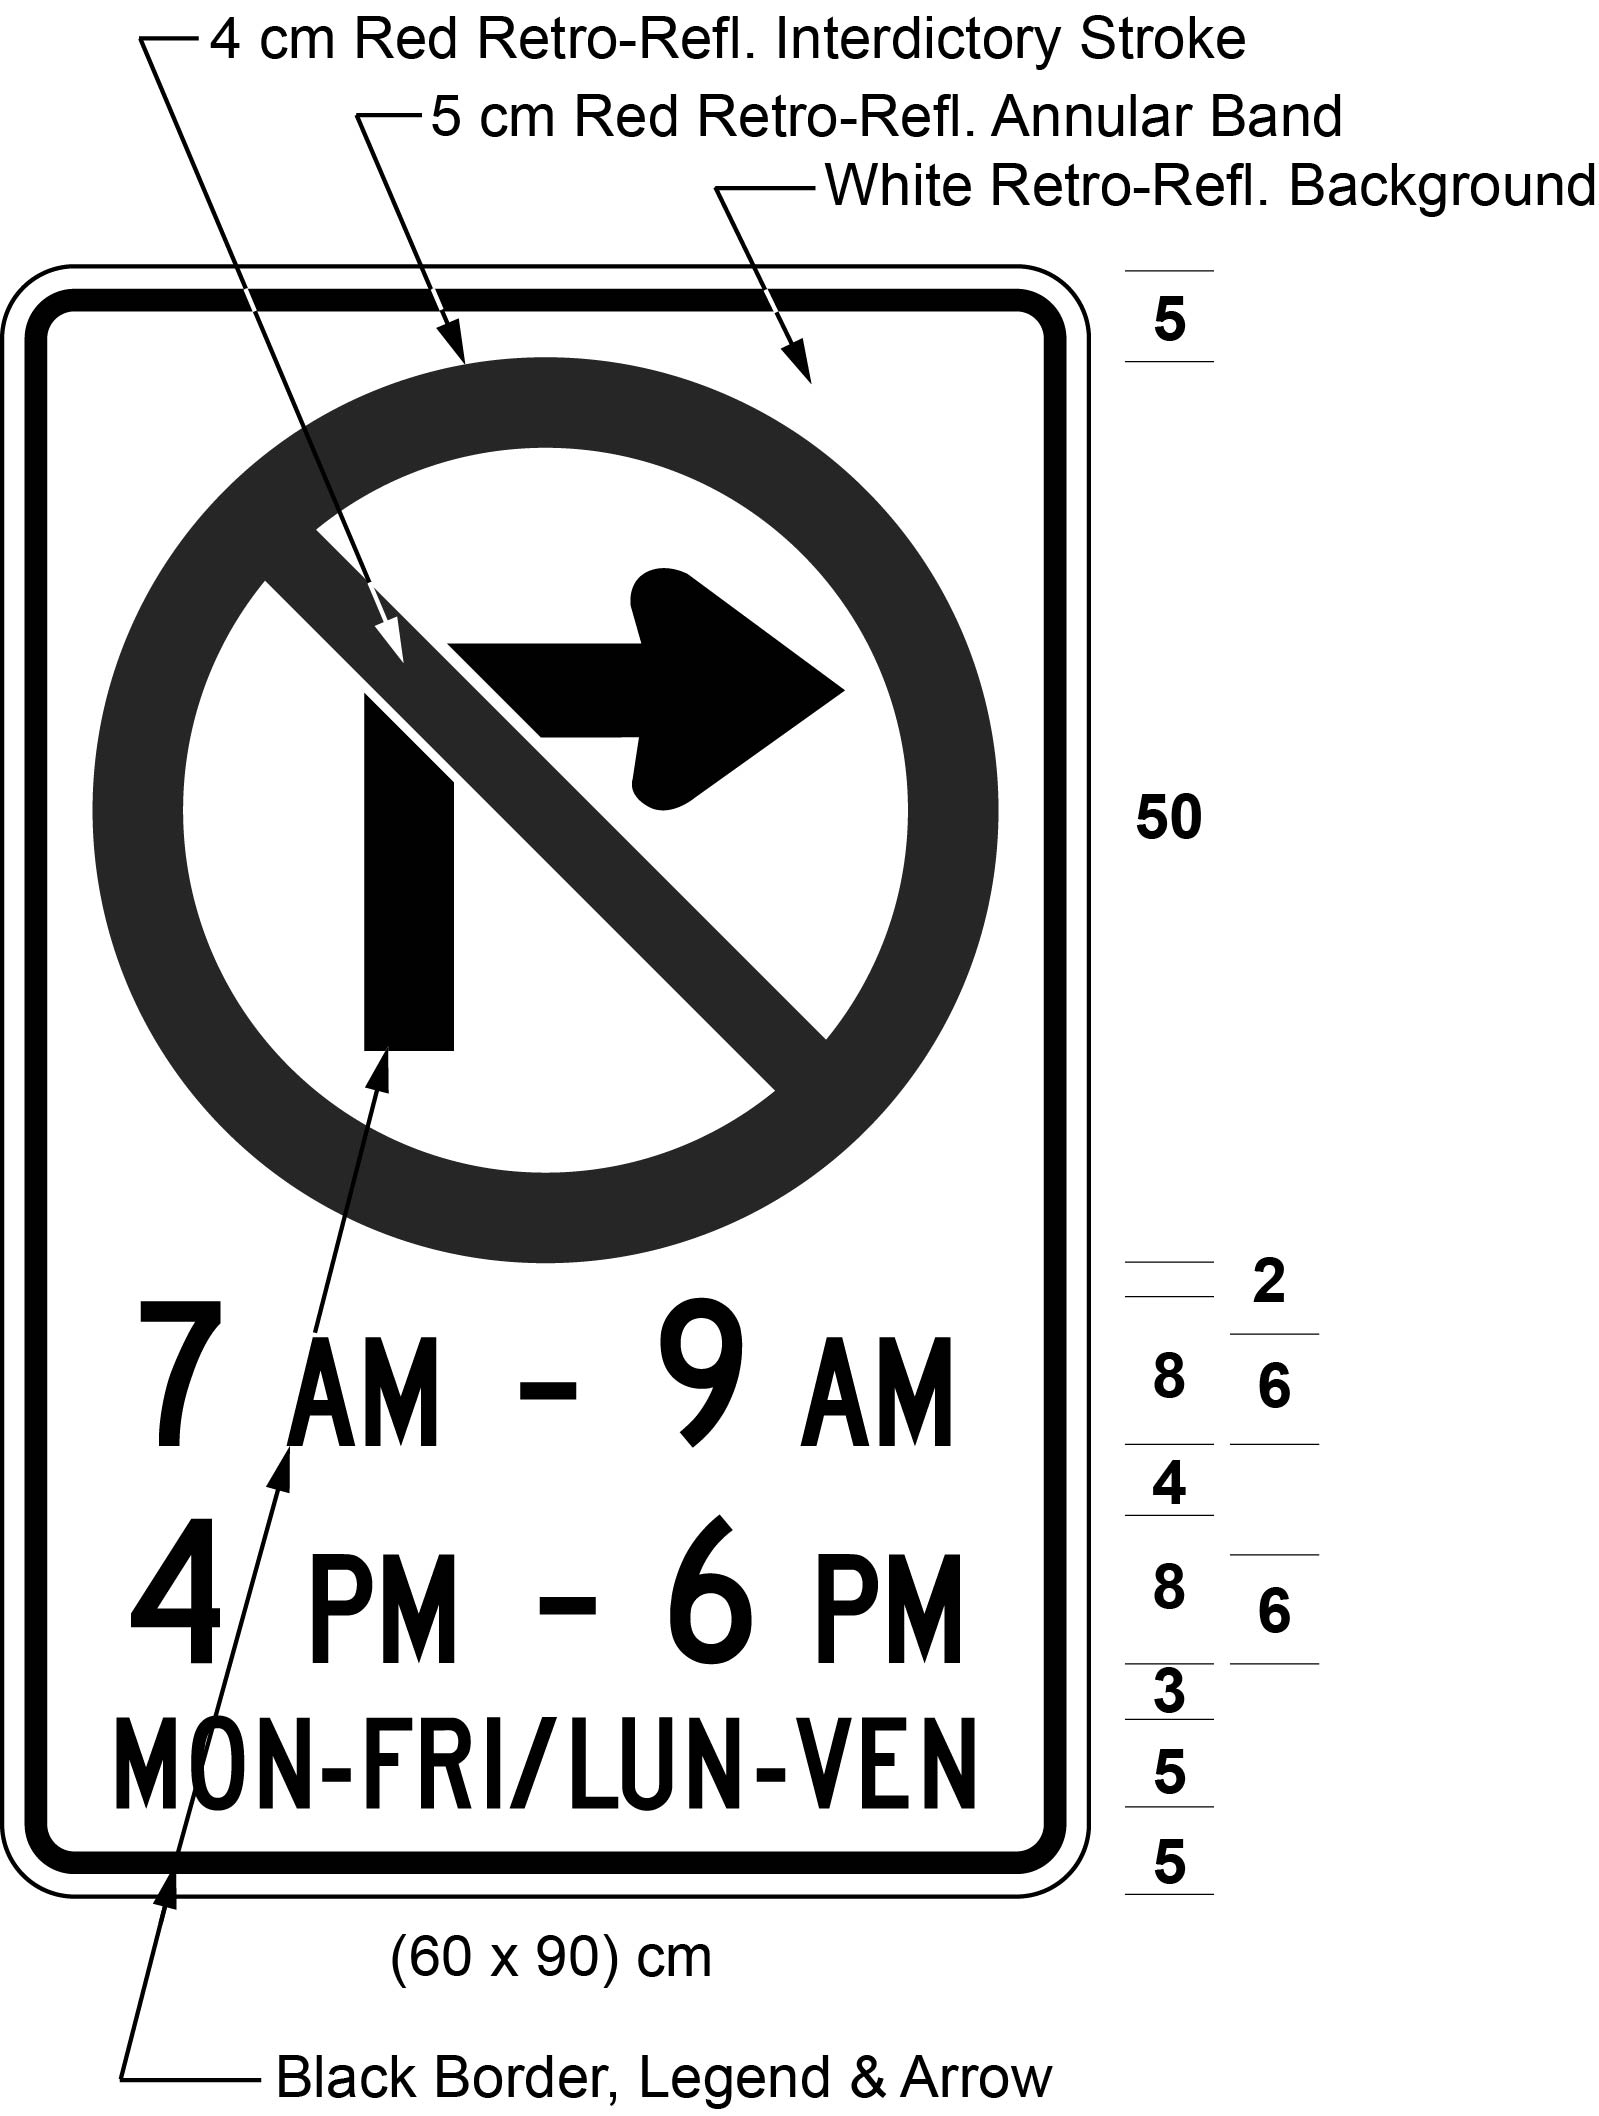 4 cm Red Retro-Refl. Interdictory Stroke
5 cm Red Retro-Refl. Annular Band
White Retro-Refl. Background
5
50
2
7 AM - 9 AM
8
6
4
4 PM - 6 PM
8
6
3
MON-FRI/LUN-VEN
5
5
(60 x 90) cm
Black Border, Legend & Arrow